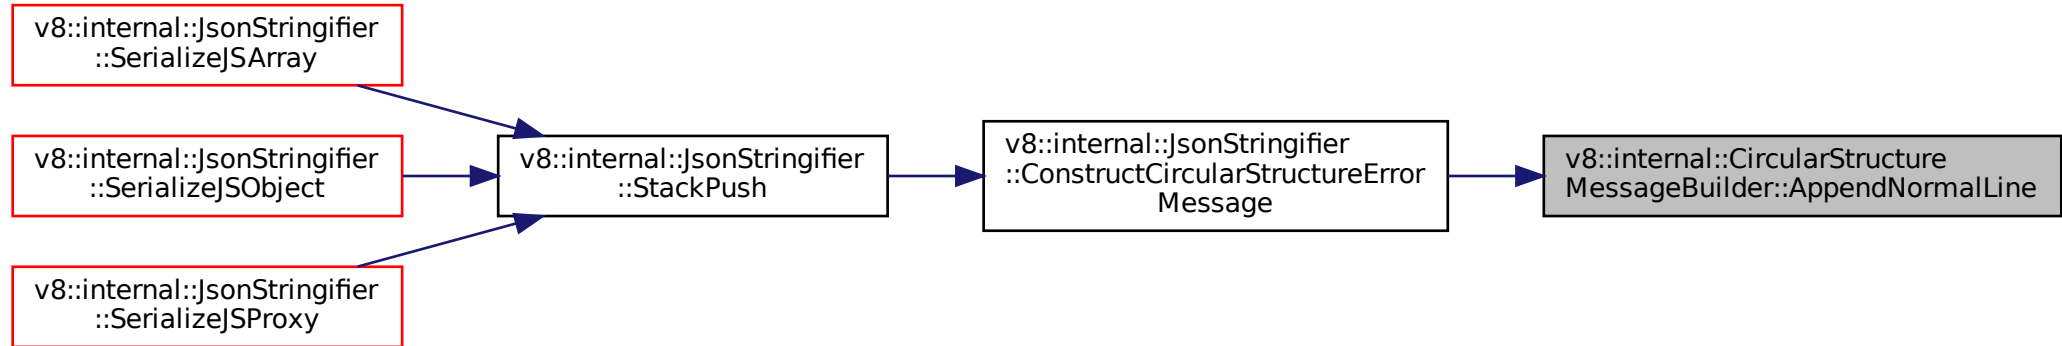 v8::internal::JsonStringifier
::SerializeJSArray
v8::internal::JsonStringifier
::SerializeJSObject
v8::internal::JsonStringifier
::SerializeJSProxy
v8::internal::JsonStringifier
::StackPush
v8::internal::JsonStringifier
::ConstructCircularStructureError
Message
v8::internal::CircularStructure
MessageBuilder::AppendNormalLine